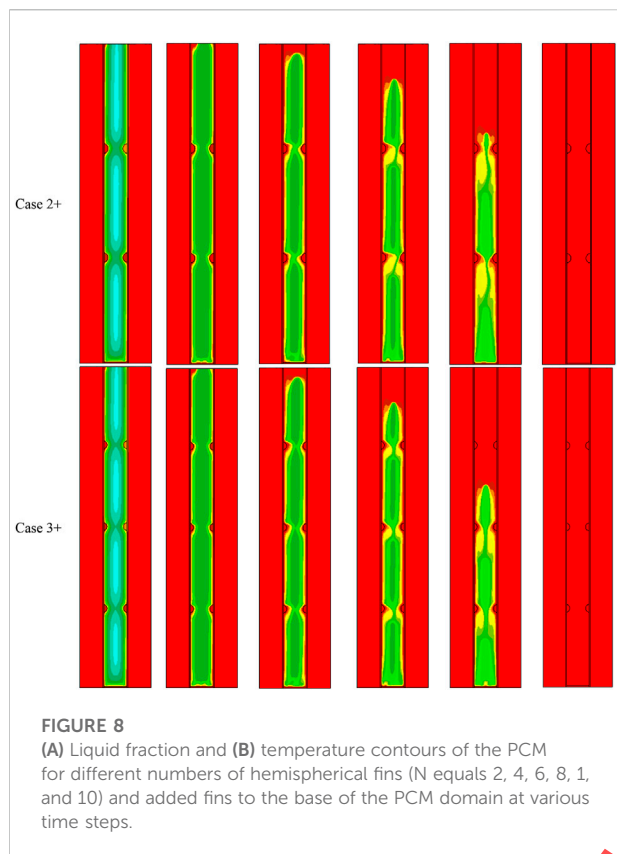 Case 2+
Case 3+
FIGURE 8
(A) Liquid fraction and (B) temperature contours of the PCM
for different numbers of hemispherical fins (N equals 2, 4, 6, 8, 1,
and 10) and added fins to the base of the PCM domain at various
time steps.